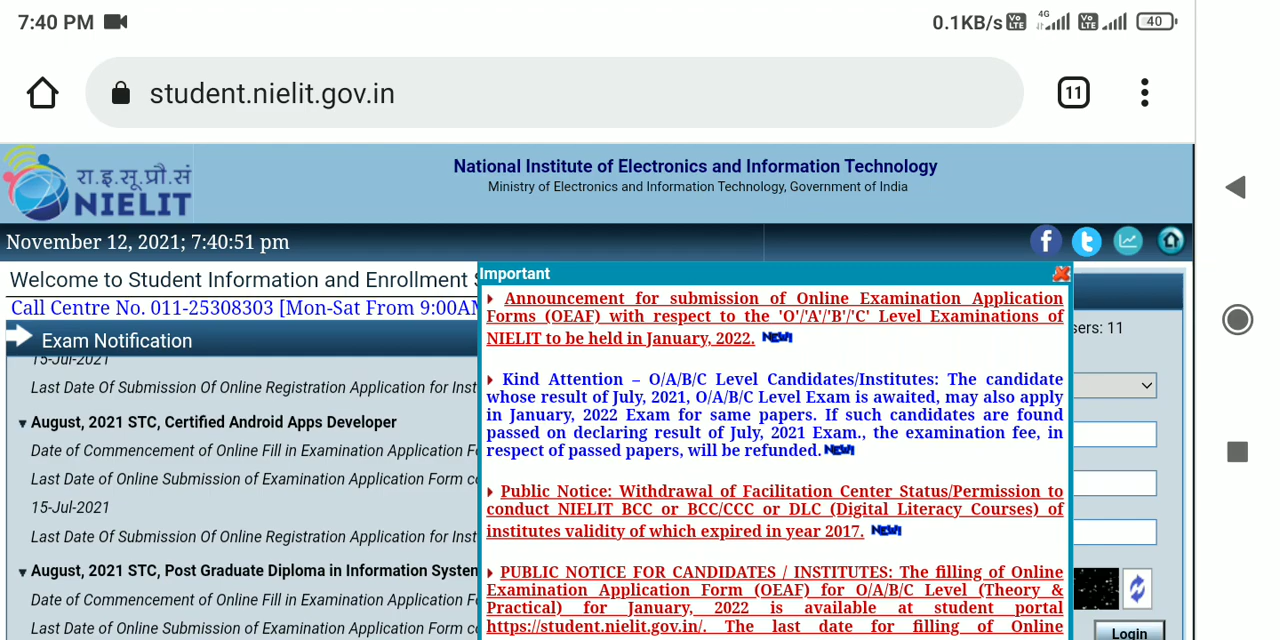 7:40 PM
0.1KB/s Vo LTE 4G Vo LTE 40
student.nielit.gov.in
11
रा.इ.सू.प्रौ.सं
NIELIT
National Institute of Electronics and Information Technology
Ministry of Electronics and Information Technology, Government of India
November 12, 2021; 7:40:51 pm
Welcome to Student Information and Enrollment S
Call Centre No. 011-25308303 [Mon-Sat From 9:00AM
Exam Notification
15-Jul-2021
Last Date Of Submission Of Online Registration Application for Inst
August, 2021 STC, Certified Android Apps Developer
Date of Commencement of Online Fill in Examination Application F
Last Date of Online Submission of Examination Application Form c
15-Jul-2021
Last Date Of Submission Of Online Registration Application for Inst
August, 2021 STC, Post Graduate Diploma in Information System
Date of Commencement of Online Fill in Examination Application F
Last Date of Online Submission of Examination Application Form c
Important
Announcement for submission of Online Examination Application
Forms (OEAF) with respect to the 'O'/'A'/'B'/'C' Level Examinations of
NIELIT to be held in January, 2022. NEW!
Kind Attention – O/A/B/C Level Candidates/Institutes: The candidate
whose result of July, 2021, O/A/B/C Level Exam is awaited, may also apply
in January, 2022 Exam for same papers. If such candidates are found
passed on declaring result of July, 2021 Exam., the examination fee, in
respect of passed papers, will be refunded. NEW!
Public Notice: Withdrawal of Facilitation Center Status/Permission to
conduct NIELIT BCC or BCC/CCC or DLC (Digital Literacy Courses) of
institutes validity of which expired in year 2017. NEW!
PUBLIC NOTICE FOR CANDIDATES / INSTITUTES: The filling of Online
Examination Application Form (OEAF) for O/A/B/C Level (Theory &
Practical) for January, 2022 is available at student portal
https://student.nielit.gov.in/. The last date for filling of Online
sers: 11
Login